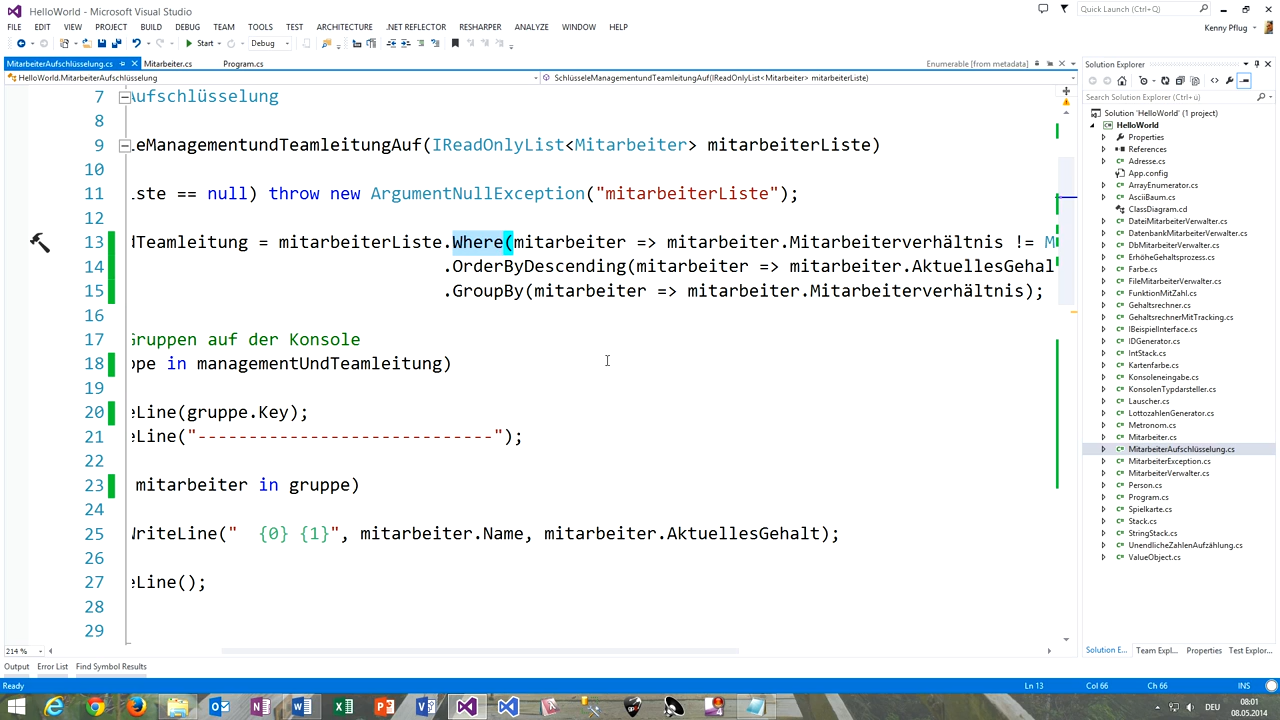 HelloWorld - Microsoft Visual Studio
Quick Launch (Ctrl+Q)
FILE EDIT VIEW PROJECT BUILD DEBUG TEAM TOOLS TEST ARCHITECTURE .NET REFLECTOR RESHARPER ANALYZE WINDOW HELP
Kenny Pflug
Start Debug
MitarbeiterAufschlüsselung.cs Mitarbeiter.cs Program.cs Enumerable [from metadata]
HelloWorld.MitarbeiterAufschlüsselung SchlüsseleManagementundTeamleitungAuf(IReadOnlyList<Mitarbeiter> mitarbeiterListe)
7 Aufschlüsselung
8
9 leManagementundTeamleitungAuf(IReadOnlyList<Mitarbeiter> mitarbeiterListe)
10
11 iste == null) throw new ArgumentNullException("mitarbeiterListe");
12
13 dTeamleitung = mitarbeiterListe.Where(mitarbeiter => mitarbeiter.Mitarbeiterverhältnis != M
14 .OrderByDescending(mitarbeiter => mitarbeiter.AktuellesGehal
15 .GroupBy(mitarbeiter => mitarbeiter.Mitarbeiterverhältnis);
16
17 Gruppen auf der Konsole
18 ppe in managementUndTeamleitung)
19
20 eLine(gruppe.Key);
21 eLine("-----------------------------");
22
23 mitarbeiter in gruppe)
24
25 WriteLine("  {0} {1}", mitarbeiter.Name, mitarbeiter.AktuellesGehalt);
26
27 eLine();
28
29
214 %
Solution Explorer
Search Solution Explorer (Ctrl+ü)
Solution 'HelloWorld' (1 project)
HelloWorld
Properties
References
Adresse.cs
App.config
ArrayEnumerator.cs
AsciiBaum.cs
ClassDiagram.cd
DateiMitarbeiterVerwalter.cs
DatenbankMitarbeiterVerwalter.cs
DbMitarbeiterVerwalter.cs
ErhöheGehaltsprozess.cs
Farbe.cs
FileMitarbeiterVerwalter.cs
FunktionMitZahl.cs
Gehaltsrechner.cs
GehaltsrechnerMitTracking.cs
IBeispielInterface.cs
IDGenerator.cs
IntStack.cs
Kartenfarbe.cs
Konsoleneingabe.cs
KonsolenTypdarsteller.cs
Lauscher.cs
LottozahlenGenerator.cs
Metronom.cs
Mitarbeiter.cs
MitarbeiterAufschlüsselung.cs
MitarbeiterException.cs
MitarbeiterVerwalter.cs
Person.cs
Program.cs
Spielkarte.cs
Stack.cs
StringStack.cs
UnendlicheZahlenAufzählung.cs
ValueObject.cs
Solution E... Team Expl... Properties Test Explor...
Output Error List Find Symbol Results
Ready Ln 13 Col 66 Ch 66 INS
DEU 08:01
08.05.2014